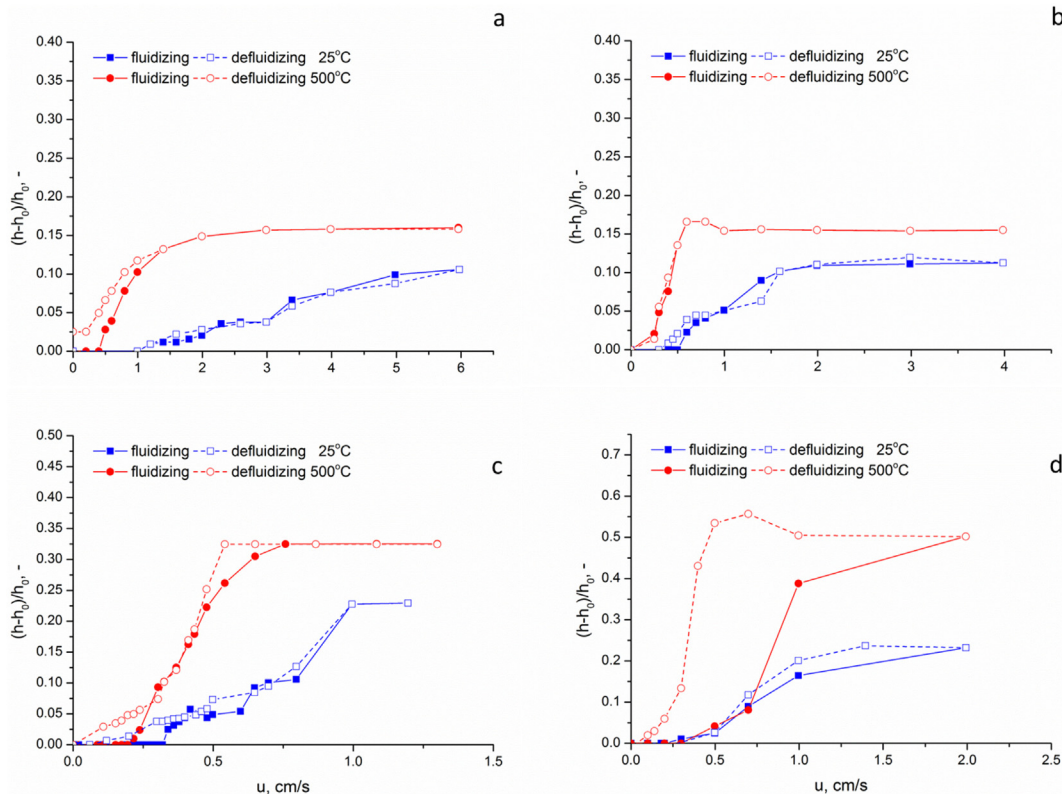 a
0.40
0.35
0.30
0.25
0.20
0.15
0.10
0.05
0.00
(h-h₀)/h₀, -
fluidizing defluidizing 25°C
fluidizing defluidizing 500°C
0 1 2 3 4 5 6
b
0.40
0.35
0.30
0.25
0.20
0.15
0.10
0.05
0.00
(h-h₀)/h₀, -
fluidizing defluidizing 25°C
fluidizing defluidizing 500°C
0 1 2 3 4
c
0.50
0.45
0.40
0.35
0.30
0.25
0.20
0.15
0.10
0.05
0.00
(h-h₀)/h₀, -
fluidizing defluidizing 25°C
fluidizing defluidizing 500°C
0.0 0.5 1.0 1.5
u, cm/s
d
0.7
0.6
0.5
0.4
0.3
0.2
0.1
0.0
(h-h₀)/h₀, -
fluidizing defluidizing 25°C
fluidizing defluidizing 500°C
0.0 0.5 1.0 1.5 2.0 2.5
u, cm/s